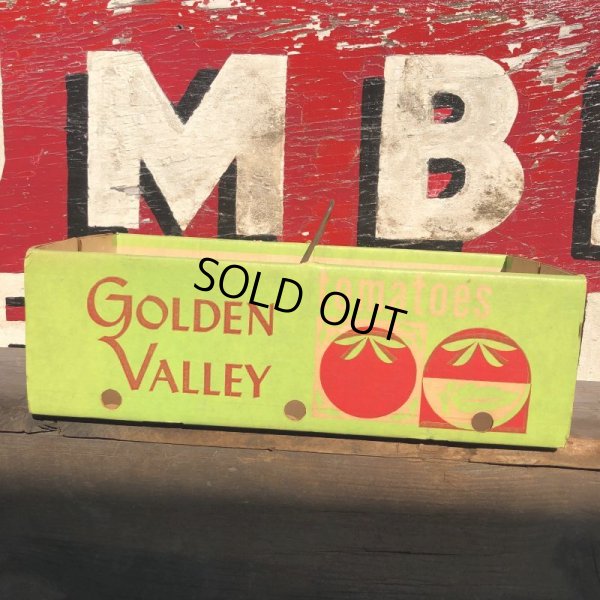 MB
SOLD OUT
GOLDEN
VALLEY
tomatoes